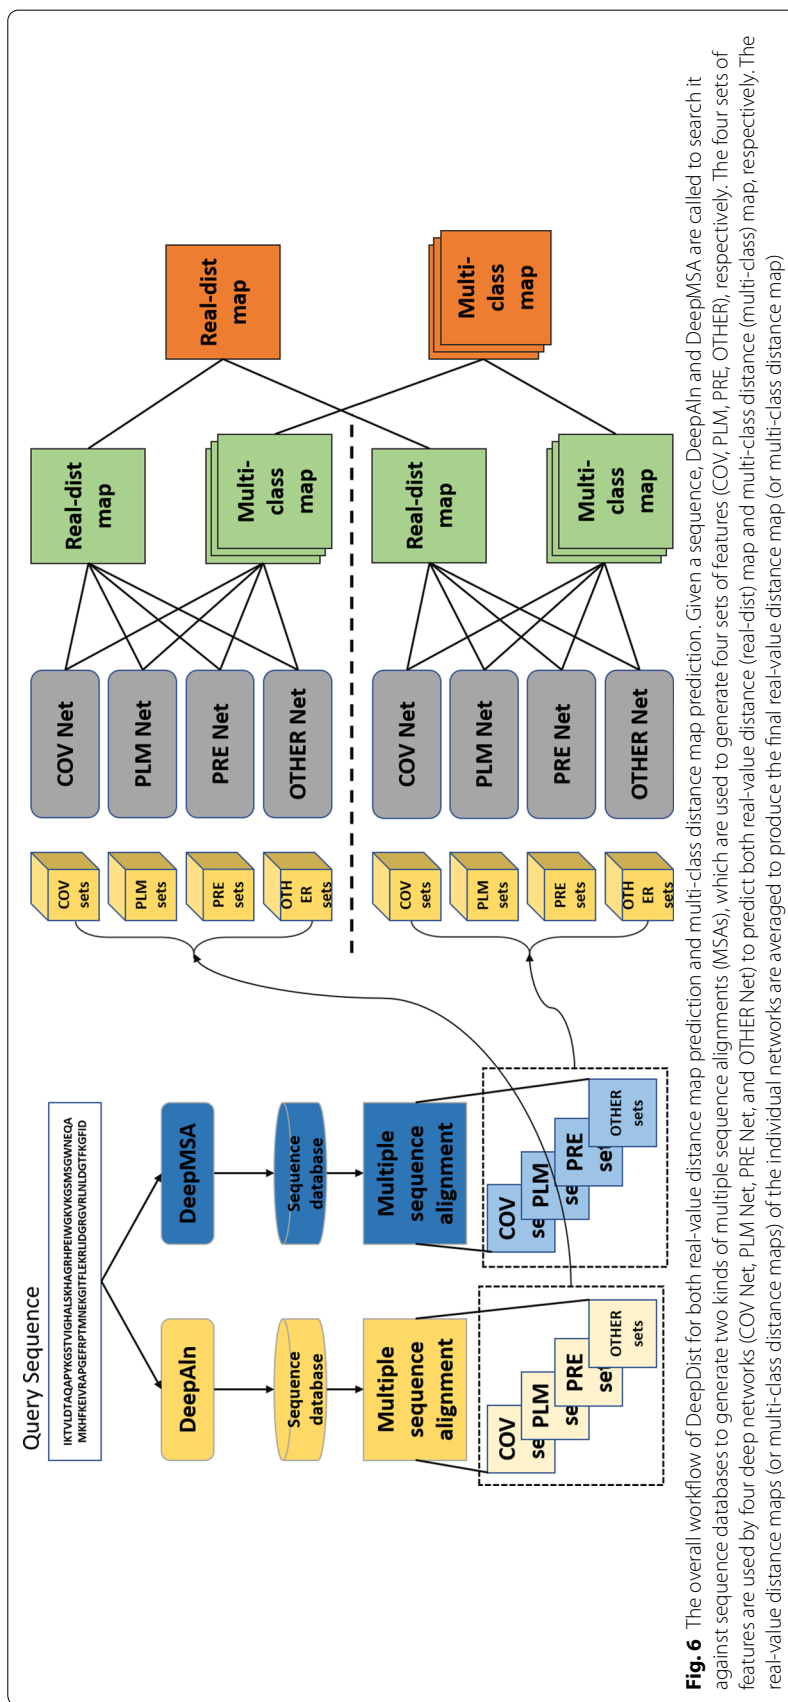 Query Sequence
IKTVLDTAQAPYKGSTVIGHALSKHAGRHPEIWGKVKGSMSGWNEQA
MKHFKEIVRAPGEFRPTMNEKGITFLEKRLIDGRGVRLNLDGTFKGFID
DeepAln
DeepMSA
Sequence
database
Sequence
database
Multiple
sequence
alignment
Multiple
sequence
alignment
COV
se
PLM
se
PRE
set
OTHER
sets
COV
se
PLM
se
PRE
set
OTHER
sets
COV
sets
PLM
sets
PRE
sets
OTH
ER
sets
COV
sets
PLM
sets
PRE
sets
OTH
ER
sets
COV Net
PLM Net
PRE Net
OTHER Net
COV Net
PLM Net
PRE Net
OTHER Net
Real-dist
map
Multi-
class
map
Real-dist
map
Multi-
class
map
Real-dist
map
Multi-
class
map
Fig. 6 The overall workflow of DeepDist for both real-value distance map prediction and multi-class distance map prediction. Given a sequence, DeepAln and DeepMSA are called to search it
against sequence databases to generate two kinds of multiple sequence alignments (MSAs), which are used to generate four sets of features (COV, PLM, PRE, OTHER), respectively. The four sets of
features are used by four deep networks (COV Net, PLM Net, PRE Net, and OTHER Net) to predict both real-value distance (real-dist) map and multi-class distance (multi-class) map, respectively. The
real-value distance maps (or multi-class distance maps) of the individual networks are averaged to produce the final real-value distance map (or multi-class distance map)